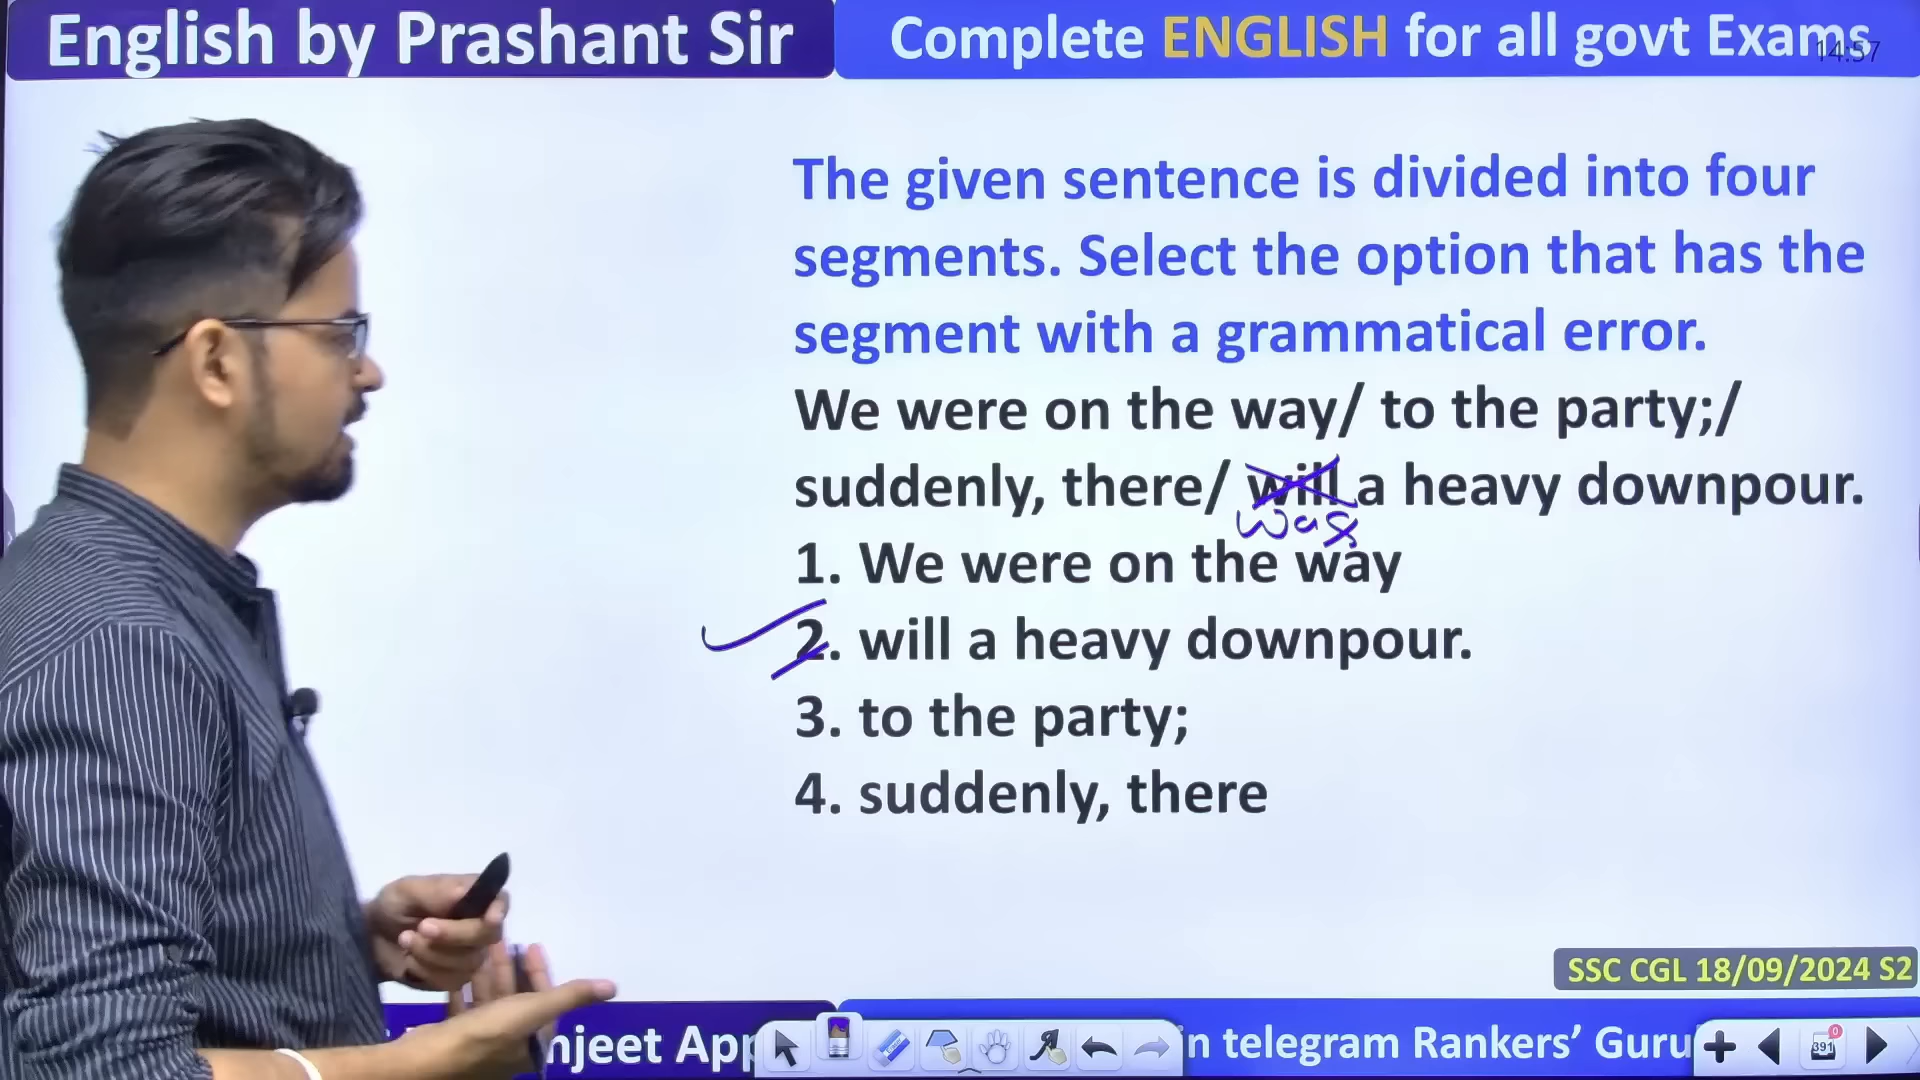 English by Prashant Sir
Complete ENGLISH for all govt Exams
14:57
The given sentence is divided into four
segments. Select the option that has the
segment with a grammatical error.
We were on the way/ to the party;/
suddenly, there/ will a heavy downpour.
was
1. We were on the way
2. will a heavy downpour.
3. to the party;
4. suddenly, there
SSC CGL 18/09/2024 S2
njeet App
in telegram Rankers’ Guru
391
0